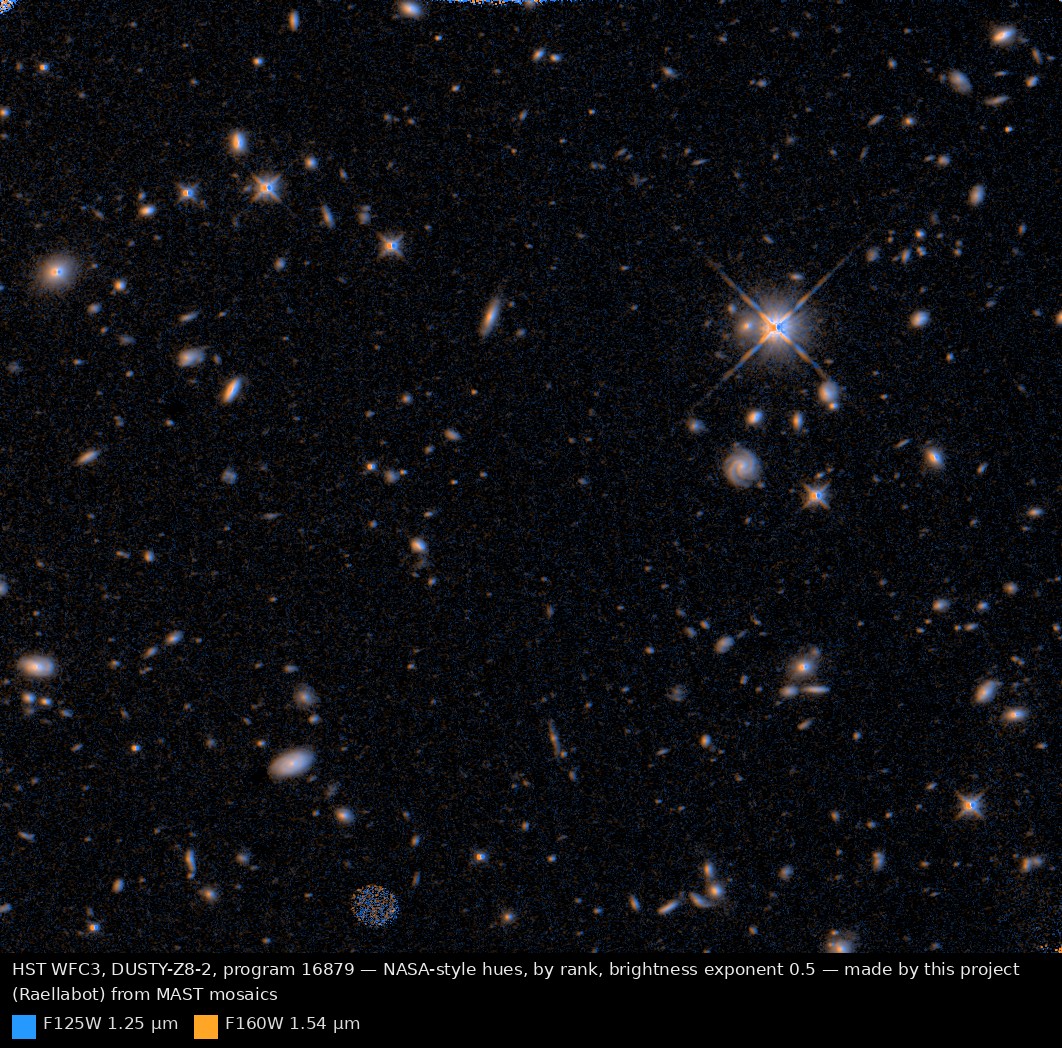 HST WFC3, DUSTY-Z8-2, program 16879 — NASA-style hues, by rank, brightness exponent 0.5 — made by this project
(Raellabot) from MAST mosaics
F125W 1.25 µm F160W 1.54 µm